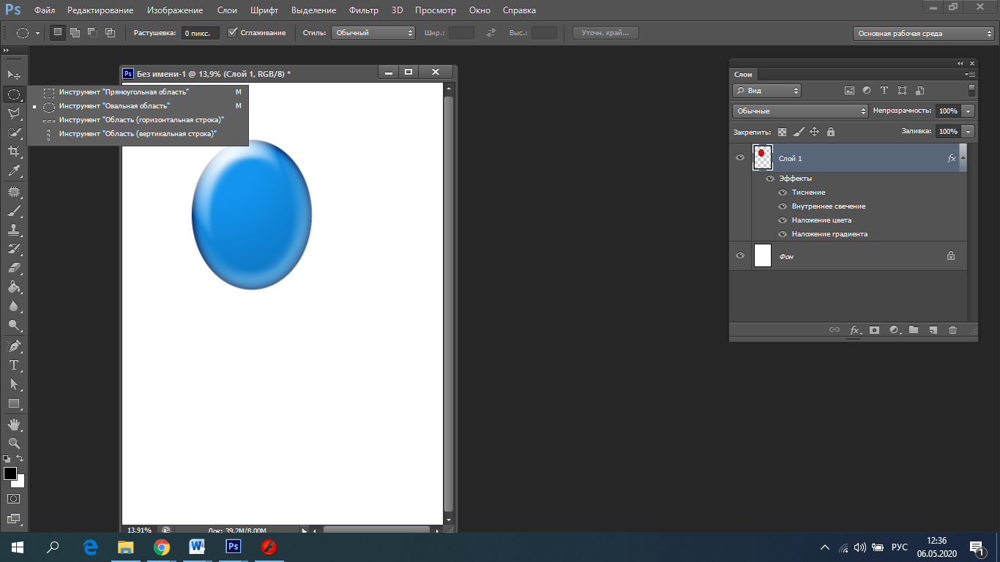 Ps Файл Редактирование Изображение Слои Шрифт Выделение Фильтр 3D Просмотр Окно Справка
Растушевка: 0 пикс. Сглаживание Стиль: Обычный Шир.: Выс.: Уточн. край... Основная рабочая среда
Ps Без имени-1 @ 13,9% (Слой 1, RGB/8) *
Инструмент "Прямоугольная область" M
Инструмент "Овальная область" M
Инструмент "Область (горизонтальная строка)"
Инструмент "Область (вертикальная строка)"
Слои
Вид
Обычные Непрозрачность: 100%
Закрепить: Заливка: 100%
Слой 1 fx
Эффекты
Тиснение
Внутреннее свечение
Наложение цвета
Наложение градиента
Фон
fx
T
13,91% Док: 39,2M/8,00M
W Ps РУС 12:36
06.05.2020 1